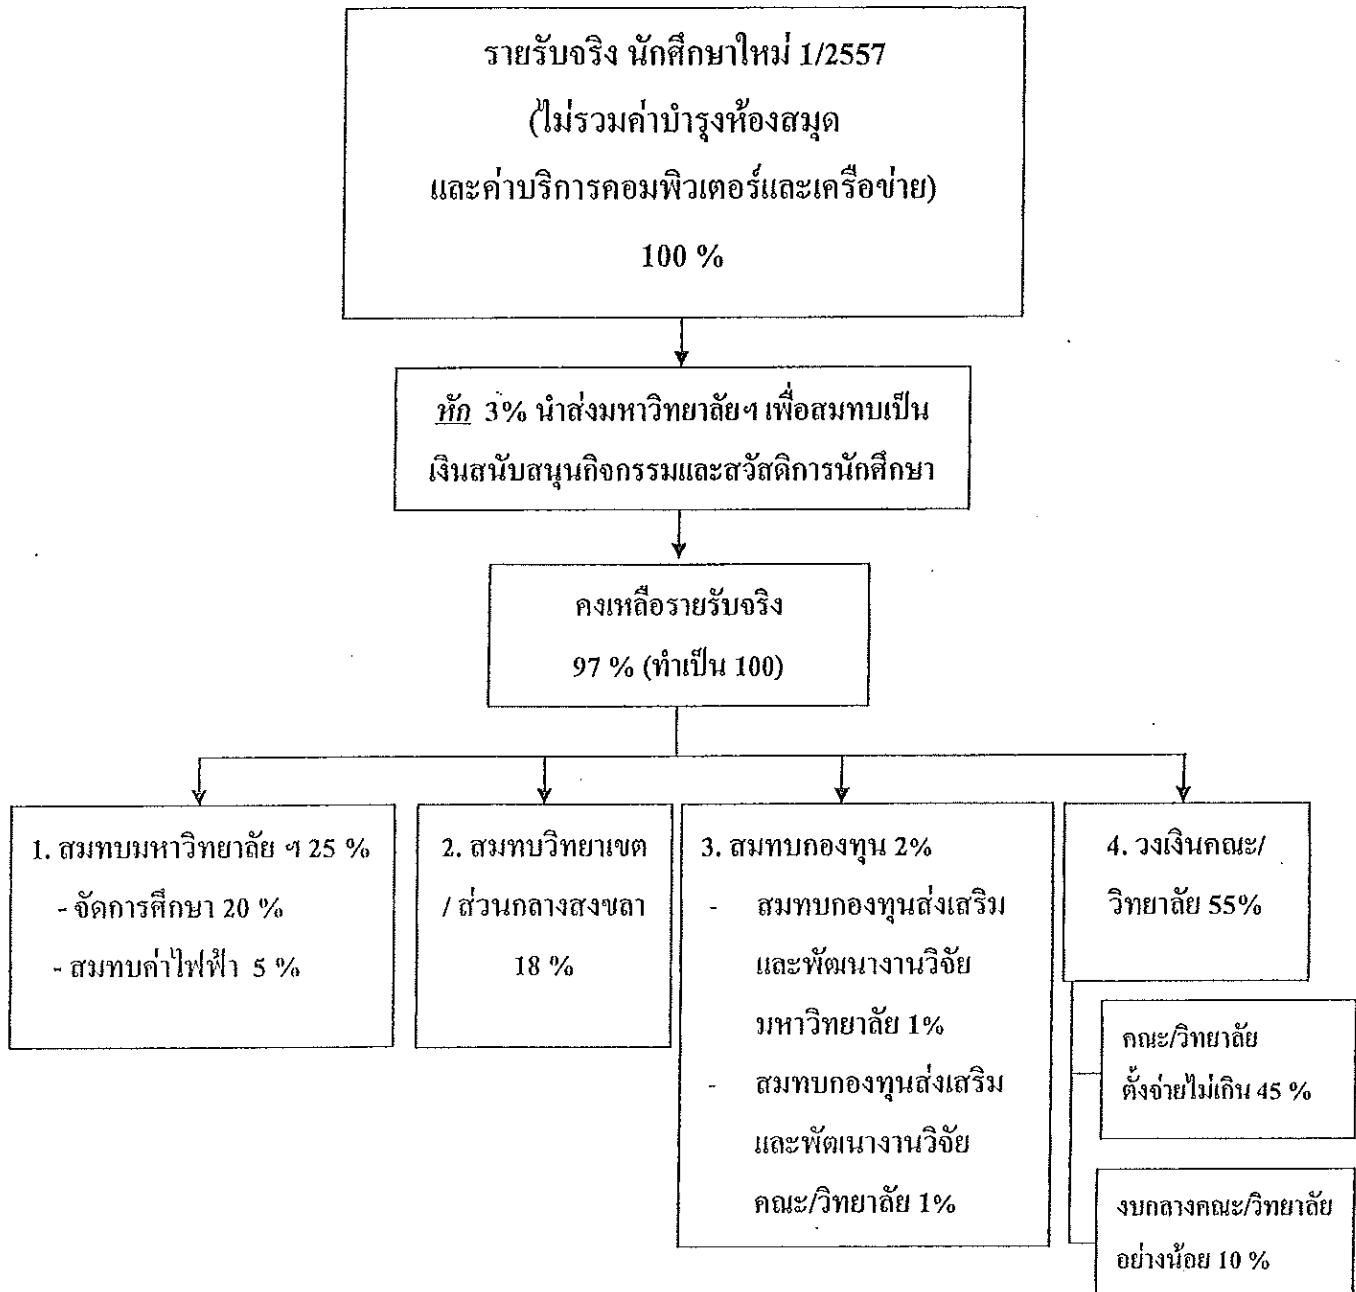 รายรับจริง นักศึกษาใหม่ 1/2557
(ไม่รวมค่าบำรุงห้องสมุด
และค่าบริการคอมพิวเตอร์และเครือข่าย)
100 %
หัก 3% นำส่งมหาวิทยาลัยฯ เพื่อสมทบเป็น
เงินสนับสนุนกิจกรรมและสวัสดิการนักศึกษา
คงเหลือรายรับจริง
97 % (ทำเป็น 100)
1. สมทบมหาวิทยาลัย ฯ 25 %
- จัดการศึกษา 20 %
- สมทบค่าไฟฟ้า 5 %
2. สมทบวิทยาเขต
/ ส่วนกลางสงขลา
18 %
3. สมทบกองทุน 2%
- สมทบกองทุนส่งเสริม
และพัฒนางานวิจัย
มหาวิทยาลัย 1%
- สมทบกองทุนส่งเสริม
และพัฒนางานวิจัย
คณะ/วิทยาลัย 1%
4. วงเงินคณะ/
วิทยาลัย 55%
คณะ/วิทยาลัย
ตั้งจ่ายไม่เกิน 45 %
งบกลางคณะ/วิทยาลัย
อย่างน้อย 10 %